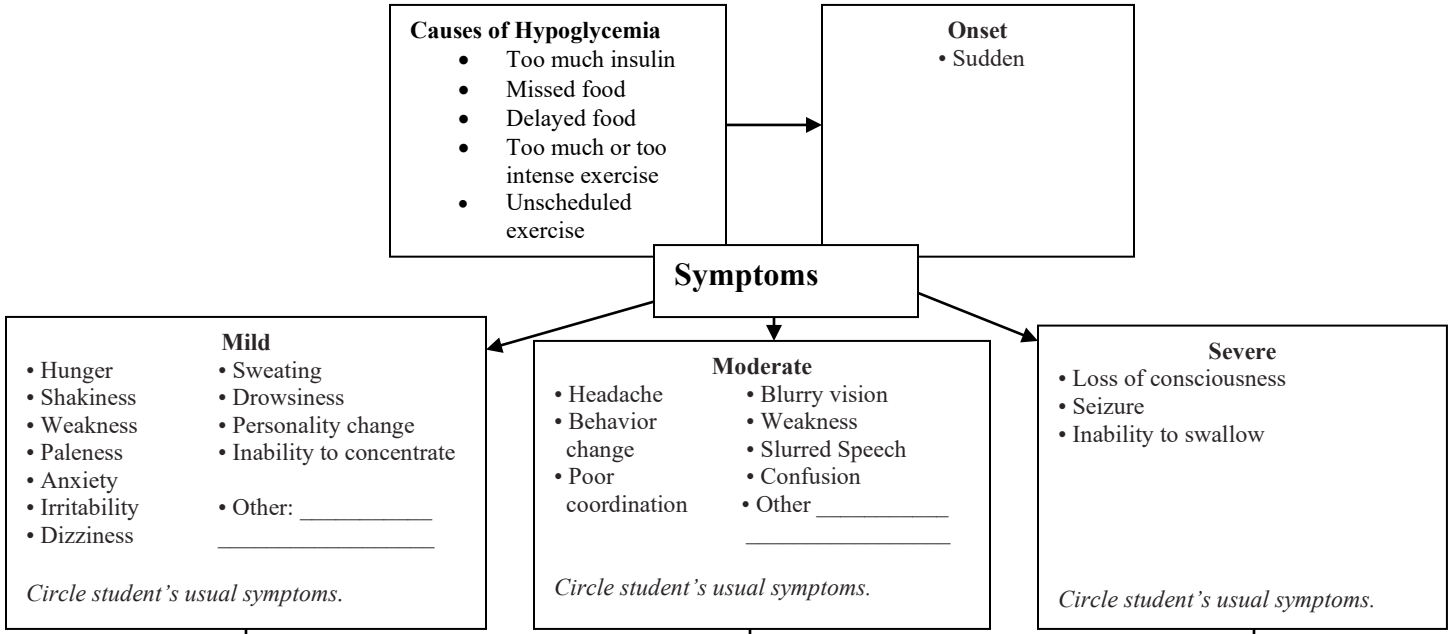 Causes of Hypoglycemia
• Too much insulin
• Missed food
• Delayed food
• Too much or too
intense exercise
• Unscheduled
exercise
Onset
• Sudden
Symptoms
Mild
• Hunger
• Shakiness
• Weakness
• Paleness
• Anxiety
• Irritability
• Dizziness
• Sweating
• Drowsiness
• Personality change
• Inability to concentrate
• Other: ___________
__________________
Circle student’s usual symptoms.
Moderate
• Headache
• Behavior
change
• Poor
coordination
• Blurry vision
• Weakness
• Slurred Speech
• Confusion
• Other ___________
_________________
Circle student’s usual symptoms.
Severe
• Loss of consciousness
• Seizure
• Inability to swallow
Circle student’s usual symptoms.